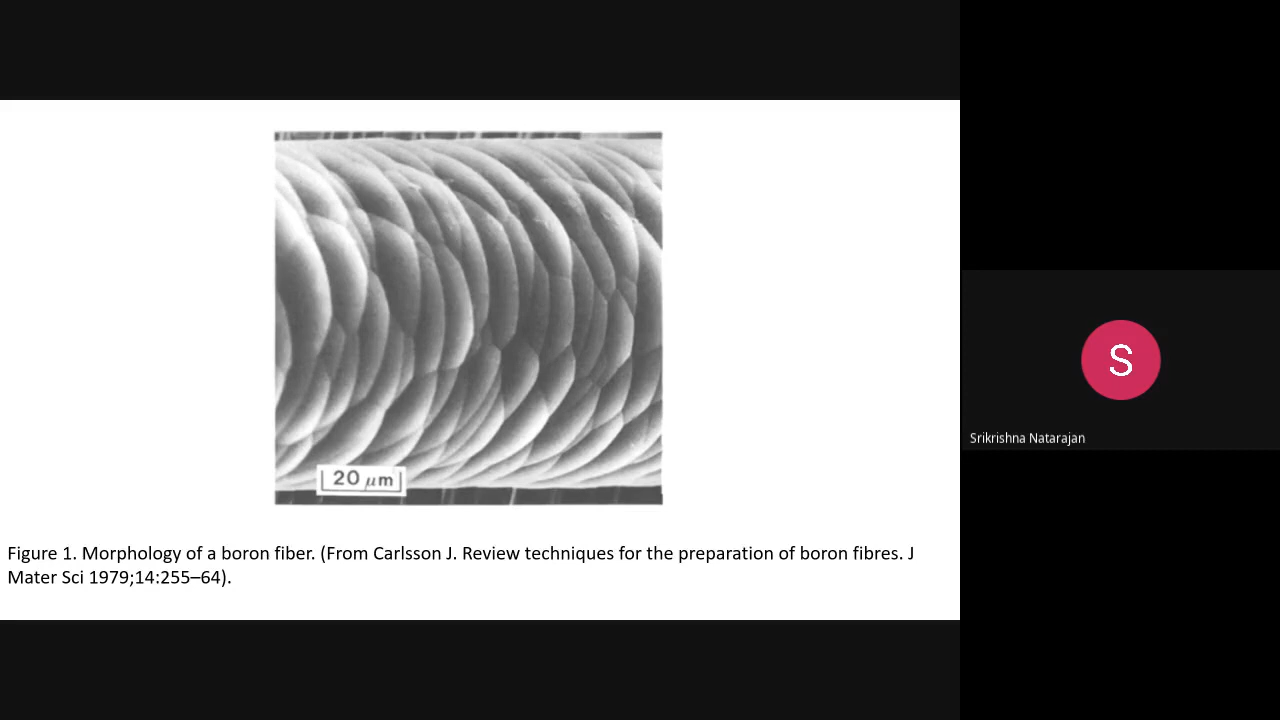 20 μm
Figure 1. Morphology of a boron fiber. (From Carlsson J. Review techniques for the preparation of boron fibres. J
Mater Sci 1979;14:255–64).
S
Srikrishna Natarajan